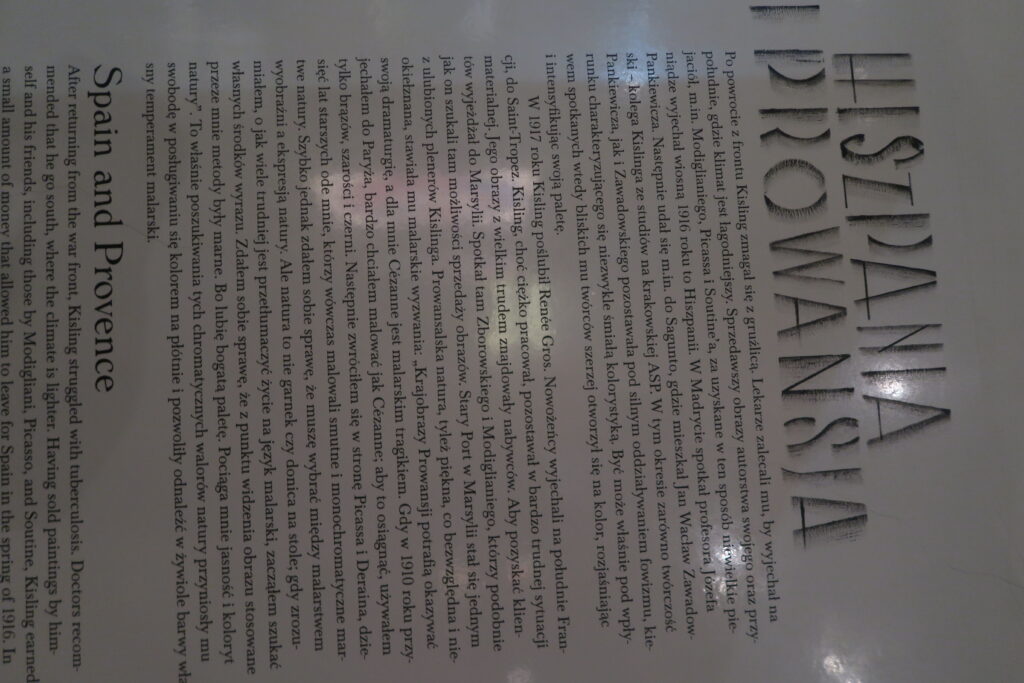 HISZPANIA
I PROWANSJA
Po powrocie z frontu Kisling zmagał się z gruźlicą. Lekarze zalecali mu, by wyjechał na
południe, gdzie klimat jest łagodniejszy. Sprzedawszy obrazy autorstwa swojego oraz przy-
jaciół, m.in. Modiglianiego, Picassa i Soutine'a, za uzyskane w ten sposób niewielkie pie-
niądze wyjechał wiosną 1916 roku to Hiszpanii. W Madrycie spotkał profesora Józefa
Pankiewicza. Następnie udał się m.in. do Saguntu, gdzie mieszkał Jan Wacław Zawadow-
ski – kolega Kislinga ze studiów na krakowskiej ASP. W tym okresie zarówno twórczość
Pankiewicza, jak i Zawadowskiego pozostawała pod silnym oddziaływaniem fowizmu, kie-
runku charakteryzującego się niezwykle śmiałą kolorystyką. Być może właśnie pod wpły-
wem spotkanych wtedy bliskich mu twórców szerzej otworzył się na kolor, rozjaśniając
i intensyfikując swoją paletę.
W 1917 roku Kisling poślubił Renée Gros. Nowożeńcy wyjechali na południe Fran-
cji, do Saint-Tropez. Kisling, choć ciężko pracował, pozostawał w bardzo trudnej sytuacji
materialnej. Jego obrazy z wielkim trudem znajdowały nabywców. Aby pozyskać klien-
tów wyjeżdżał do Marsylii. Spotkał tam Zborowskiego i Modiglianiego, którzy podobnie
jak on szukali tam możliwości sprzedaży obrazów. Stary Port w Marsylii stał się jednym
z ulubionych plenerów Kislinga. Prowansalska natura, tyleż piękna, co bezwzględna i nie-
okiełznana, stawiała mu malarskie wyzwania: „Krajobrazy Prowansji potrafią okazywać
swoją dramaturgię, a dla mnie Cézanne jest malarskim tragikiem. Gdy w 1910 roku przy-
jechałem do Paryża, bardzo chciałem malować jak Cézanne; aby to osiągnąć, używałem
tylko brązów, szarości i czerni. Następnie zwróciłem się w stronę Picassa i Deraina, dzie-
sięć lat starszych ode mnie, którzy wówczas malowali smutne i monochromatyczne mar-
twe natury. Szybko jednak zdałem sobie sprawę, że muszę wybrać między malarstwem
wyobraźni a ekspresją natury. Ale natura to nie garnek czy donica na stole; gdy zrozu-
miałem, o jak wiele trudniej jest przetłumaczyć życie na język malarski, zacząłem szukać
własnych środków wyrazu. Zdałem sobie sprawę, że z punktu widzenia obrazu stosowane
przeze mnie metody były marne. Bo lubię bogatą paletę. Pociąga mnie jasność i koloryt
natury". To właśnie poszukiwania tych chromatycznych walorów natury przyniosły mu
swobodę w posługiwaniu się kolorem na płótnie i pozwoliły odnaleźć w żywiole barwy wła
sny temperament malarski.
Spain and Provence
After returning from the war front, Kisling struggled with tuberculosis. Doctors recom-
mended that he go south, where the climate is lighter. Having sold paintings by him-
self and his friends, including those by Modigliani, Picasso, and Soutine, Kisling earned
a small amount of money that allowed him to leave for Spain in the spring of 1916. In